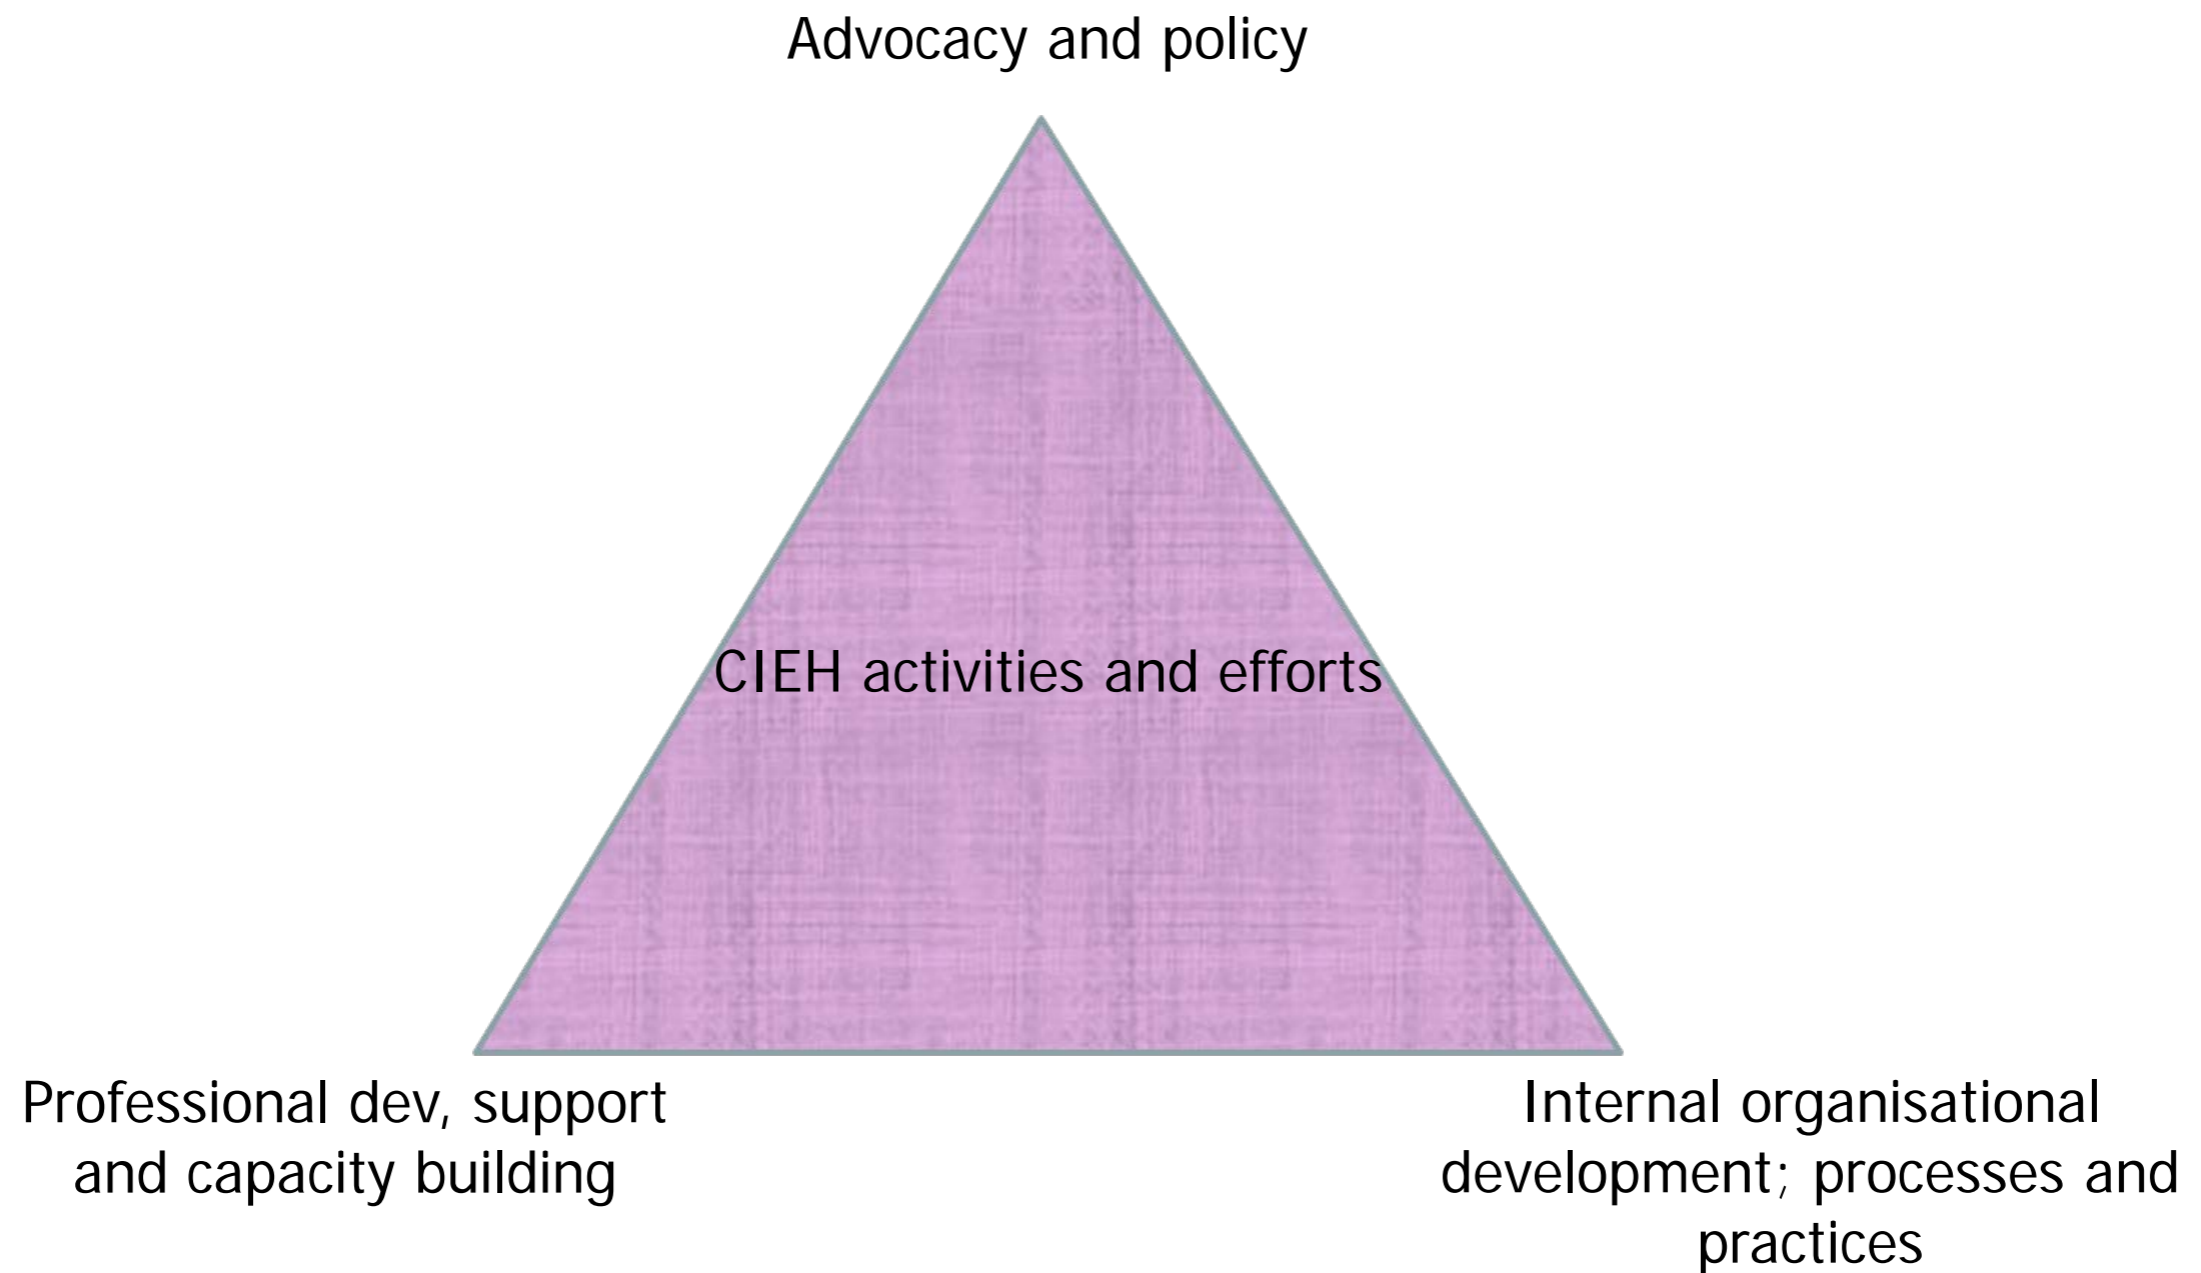 Advocacy and policy
CIEH activities and efforts
Professional dev, support
and capacity building
Internal organisational
development; processes and
practices